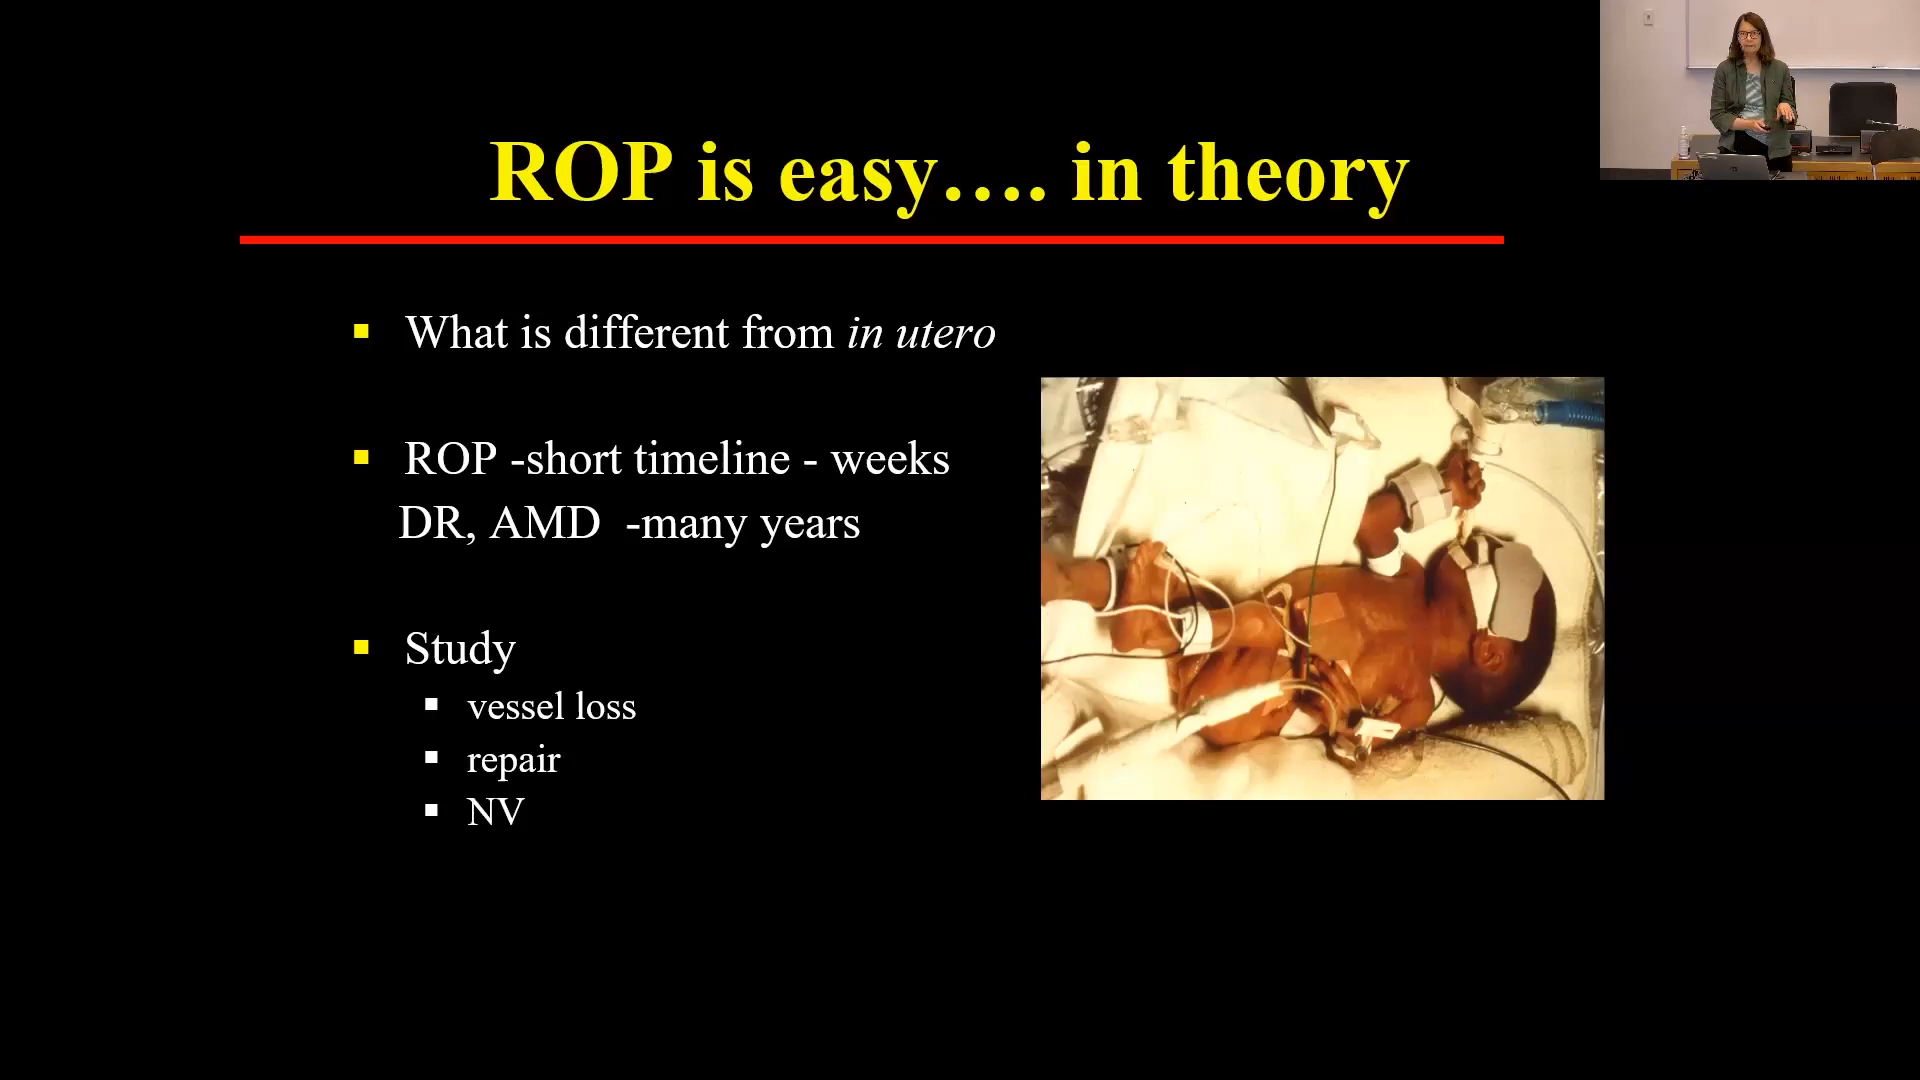 ROP is easy…. in theory
What is different from in utero
ROP -short timeline - weeks
DR, AMD -many years
Study
vessel loss
repair
NV